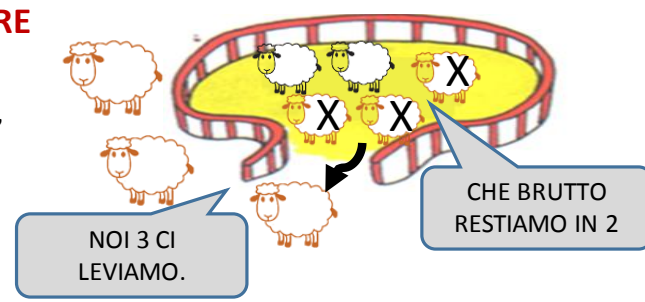 RE
X
X
X
CHE BRUTTO
RESTIAMO IN 2
NOI 3 CI
LEVIAMO.